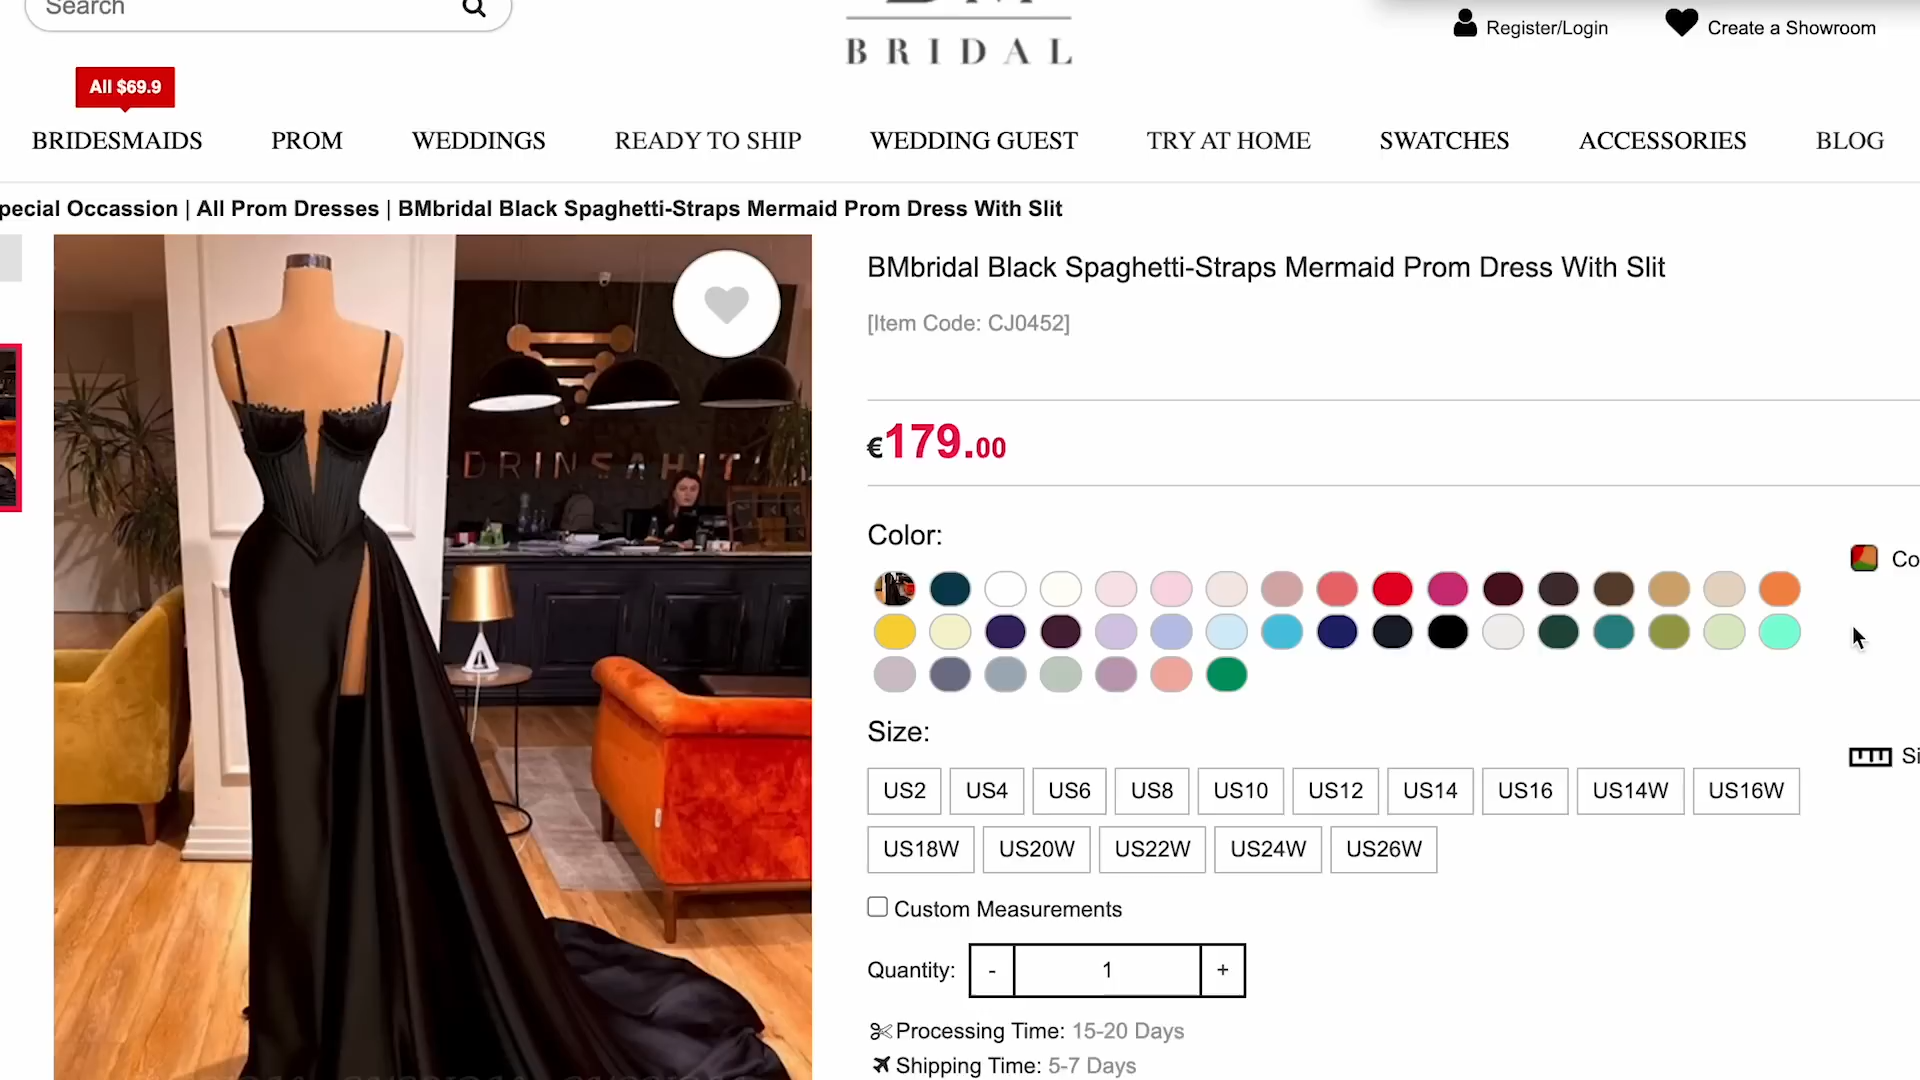 Search
BRIDAL
Register/Login
Create a Showroom
All $69.9
BRIDESMAIDS PROM WEDDINGS READY TO SHIP WEDDING GUEST TRY AT HOME SWATCHES ACCESSORIES BLOG
pecial Occassion | All Prom Dresses | BMbridal Black Spaghetti-Straps Mermaid Prom Dress With Slit
DRINSAHIT
BMbridal Black Spaghetti-Straps Mermaid Prom Dress With Slit
[Item Code: CJ0452]
€179.00
Color:
Co
Size:
Si
US2 US4 US6 US8 US10 US12 US14 US16 US14W US16W
US18W US20W US22W US24W US26W
Custom Measurements
Quantity: - 1 +
Processing Time: 15-20 Days
Shipping Time: 5-7 Days